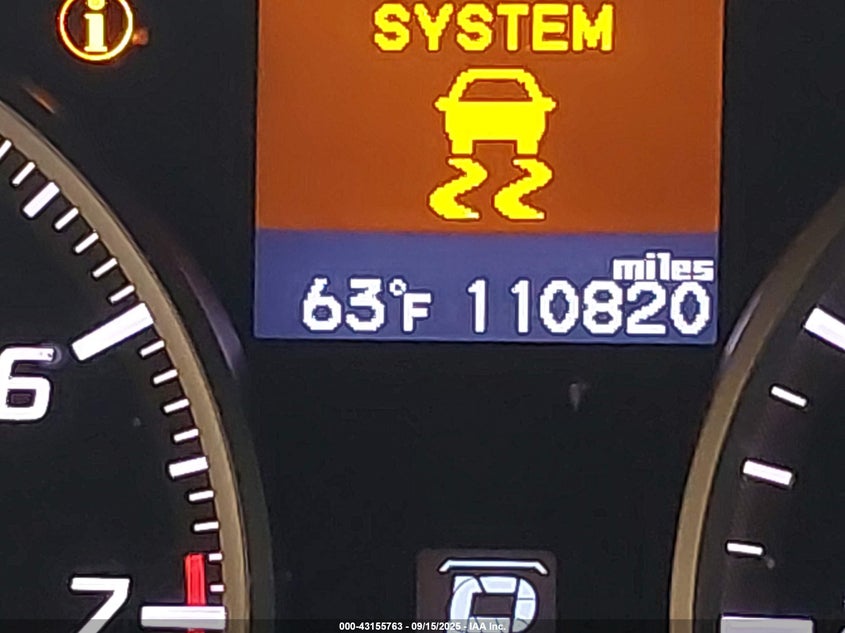 i
SYSTEM
miles
63°F 110820
6
7
000-43155763 - 09/15/2025 - IAA Inc.